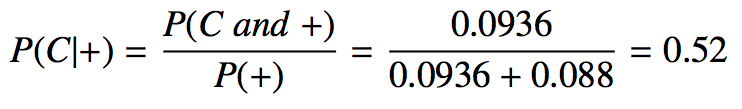 P(C|+) = P(C and +) / P(+) = 0.0936 / 0.0936 + 0.088 = 0.52